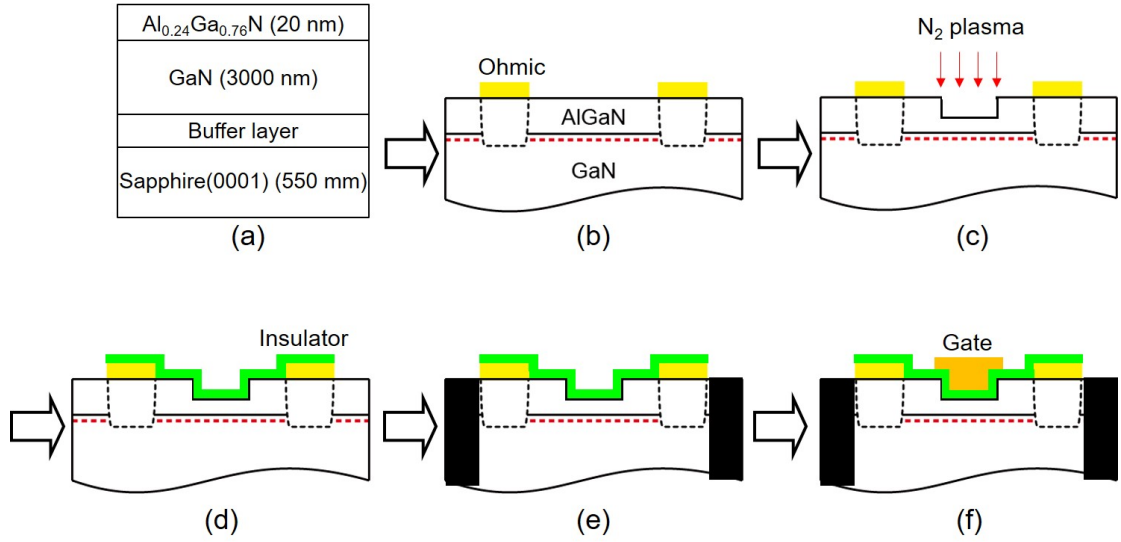 Al0.24Ga0.76N (20 nm)
GaN (3000 nm)
Buffer layer
Sapphire(0001) (550 mm)
(a)
Ohmic
AlGaN
GaN
(b)
N2 plasma
(c)
Insulator
(d)
(e)
Gate
(f)